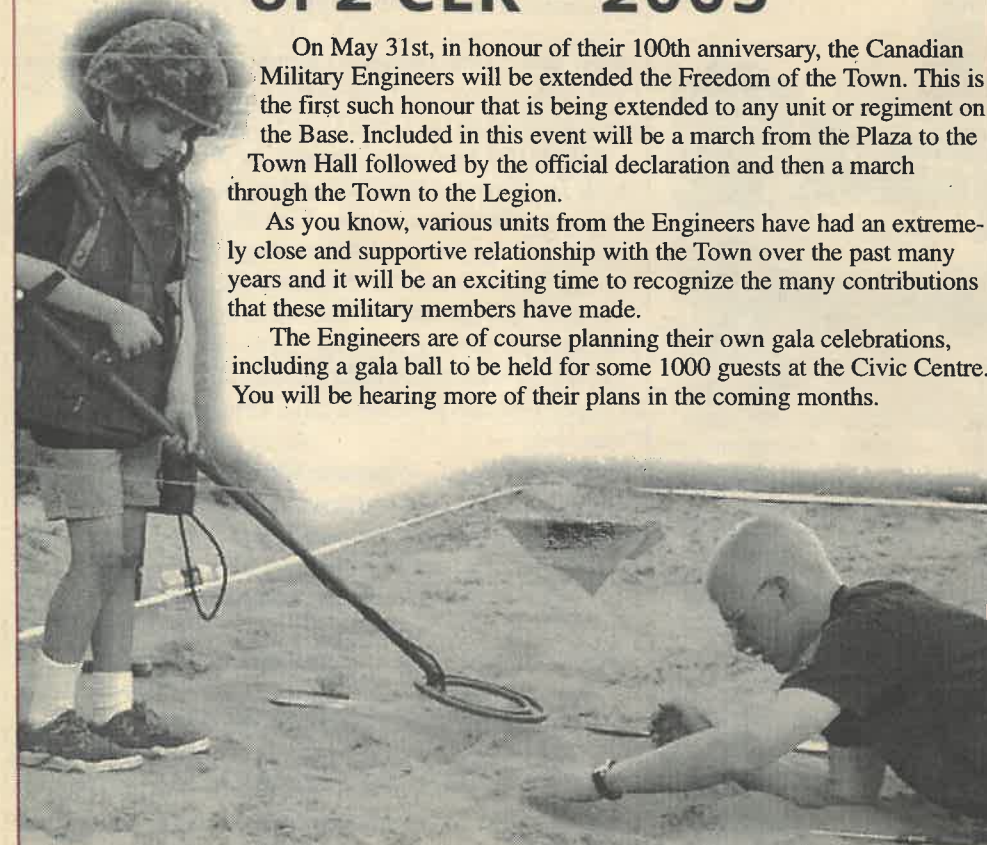 of 2 CER 2003
On May 31st, in honour of their 100th anniversary, the Canadian
Military Engineers will be extended the Freedom of the Town. This is
the first such honour that is being extended to any unit or regiment on
the Base. Included in this event will be a march from the Plaza to the
Town Hall followed by the official declaration and then a march
through the Town to the Legion.
As you know, various units from the Engineers have had an extreme-
ly close and supportive relationship with the Town over the past many
years and it will be an exciting time to recognize the many contributions
that these military members have made.
The Engineers are of course planning their own gala celebrations,
including a gala ball to be held for some 1000 guests at the Civic Centre.
You will be hearing more of their plans in the coming months.